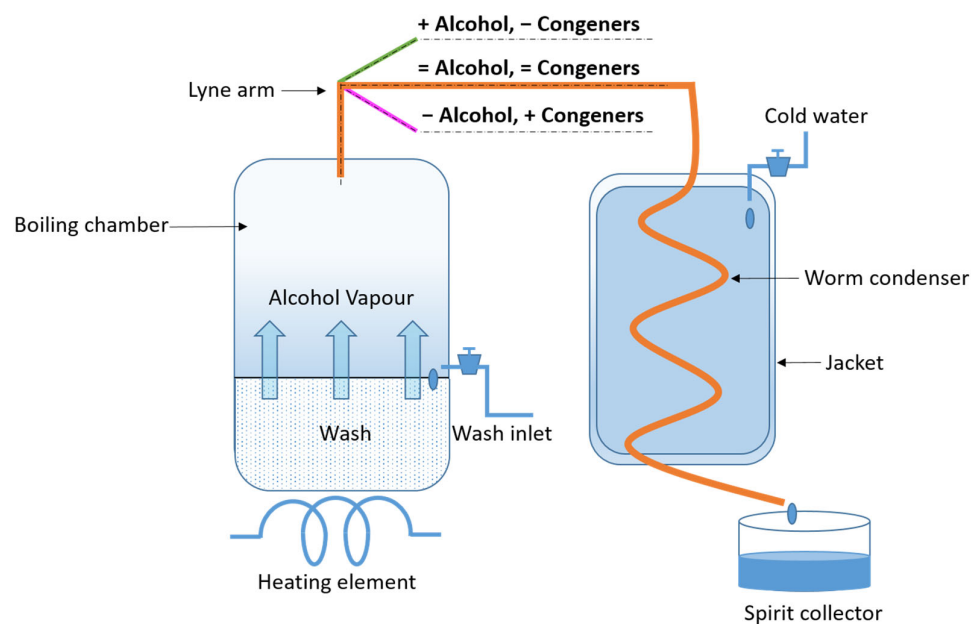 + Alcohol, − Congeners
= Alcohol, = Congeners
− Alcohol, + Congeners
Lyne arm
Cold water
Boiling chamber
Worm condenser
Alcohol Vapour
Jacket
Wash
Wash inlet
Heating element
Spirit collector